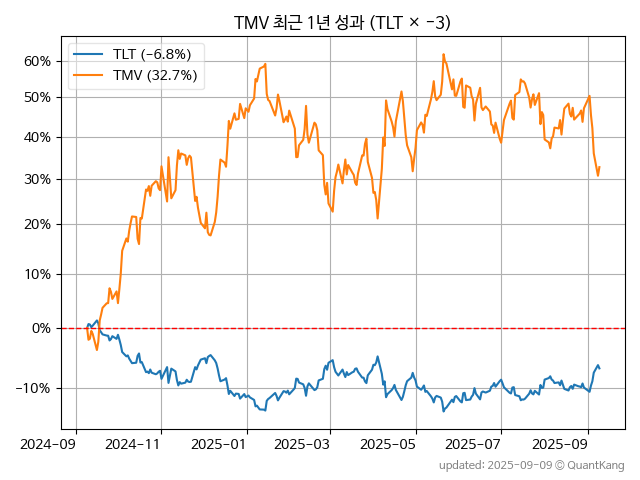 TMV 최근 1년 성과 (TLT × −3)
TLT (−6.8%)
TMV (32.7%)
60%
50%
40%
30%
20%
10%
0%
−10%
2024−09 2024−11 2025−01 2025−03 2025−05 2025−07 2025−09
updated: 2025-09-09 © QuantKang